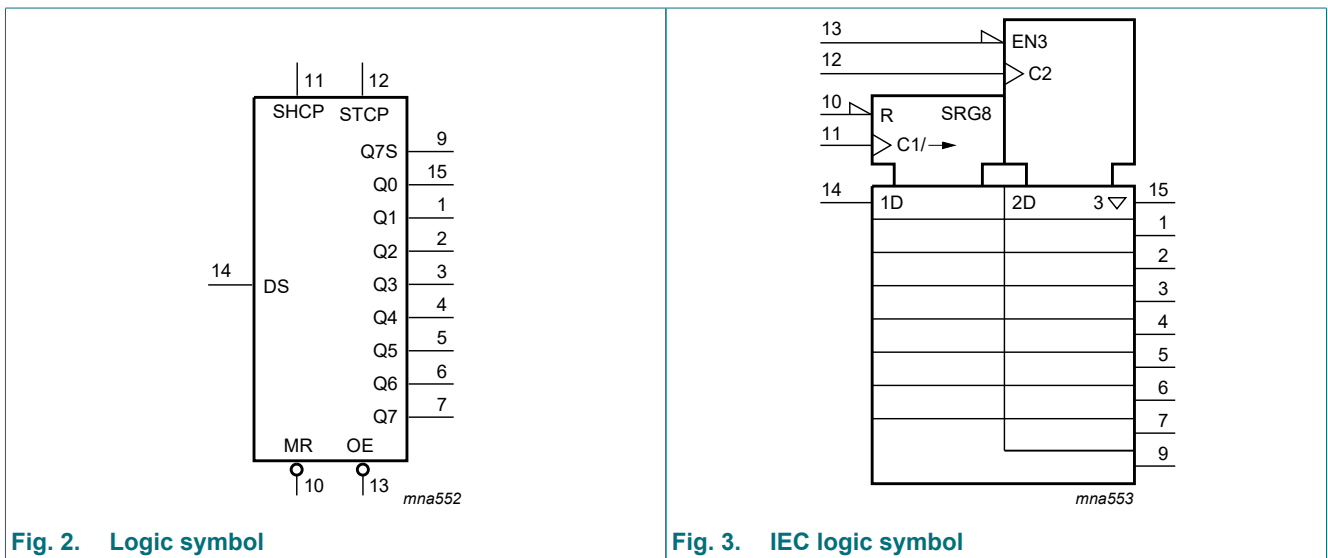 11 12
SHCP STCP
Q7S 9
Q0 15
Q1 1
Q2 2
14 DS Q3 3
Q4 4
Q5 5
Q6 6
Q7 7
MR OE
10 13
mna552
Fig. 2. Logic symbol
13 EN3
12 C2
10 R SRG8
11 C1/
14 1D 2D 3 15
1
2
3
4
5
6
7
9
mna553
Fig. 3. IEC logic symbol